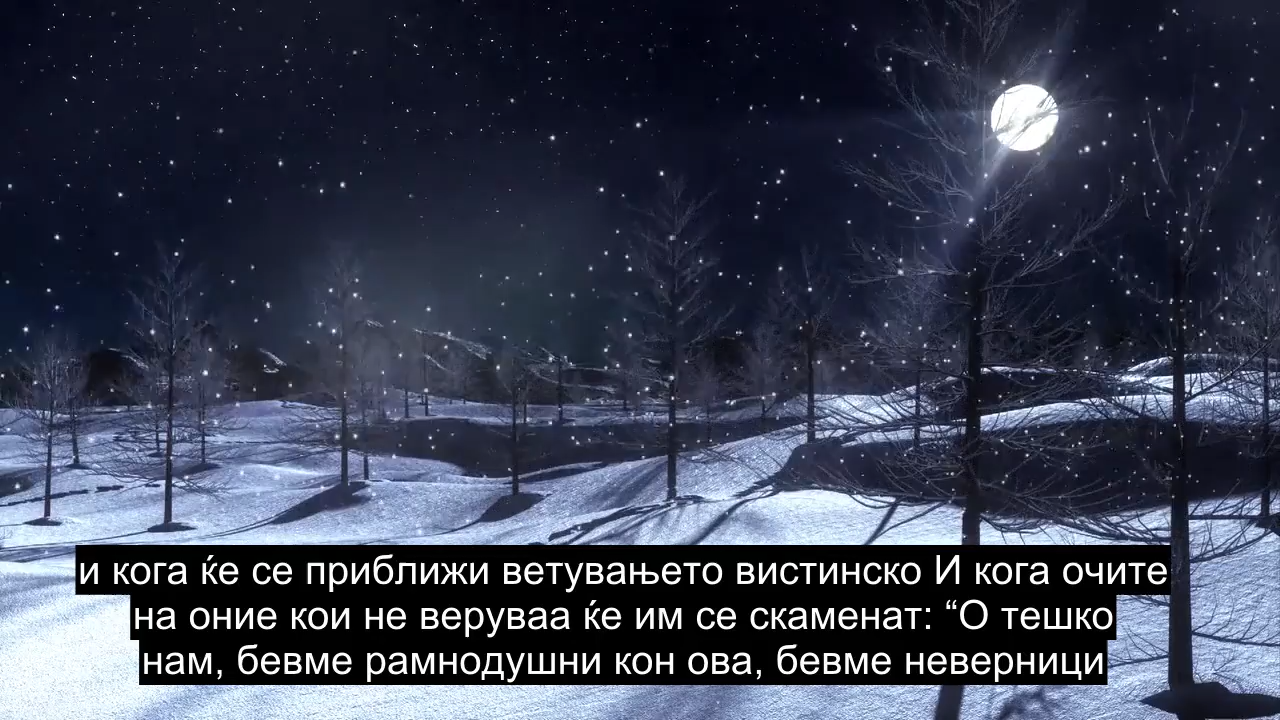 и кога ќе се приближи ветувањето вистинско И кога очите
на оние кои не веруваа ќе им се скаменат: “О тешко
нам, бевме рамнодушни кон ова, бевме неверници